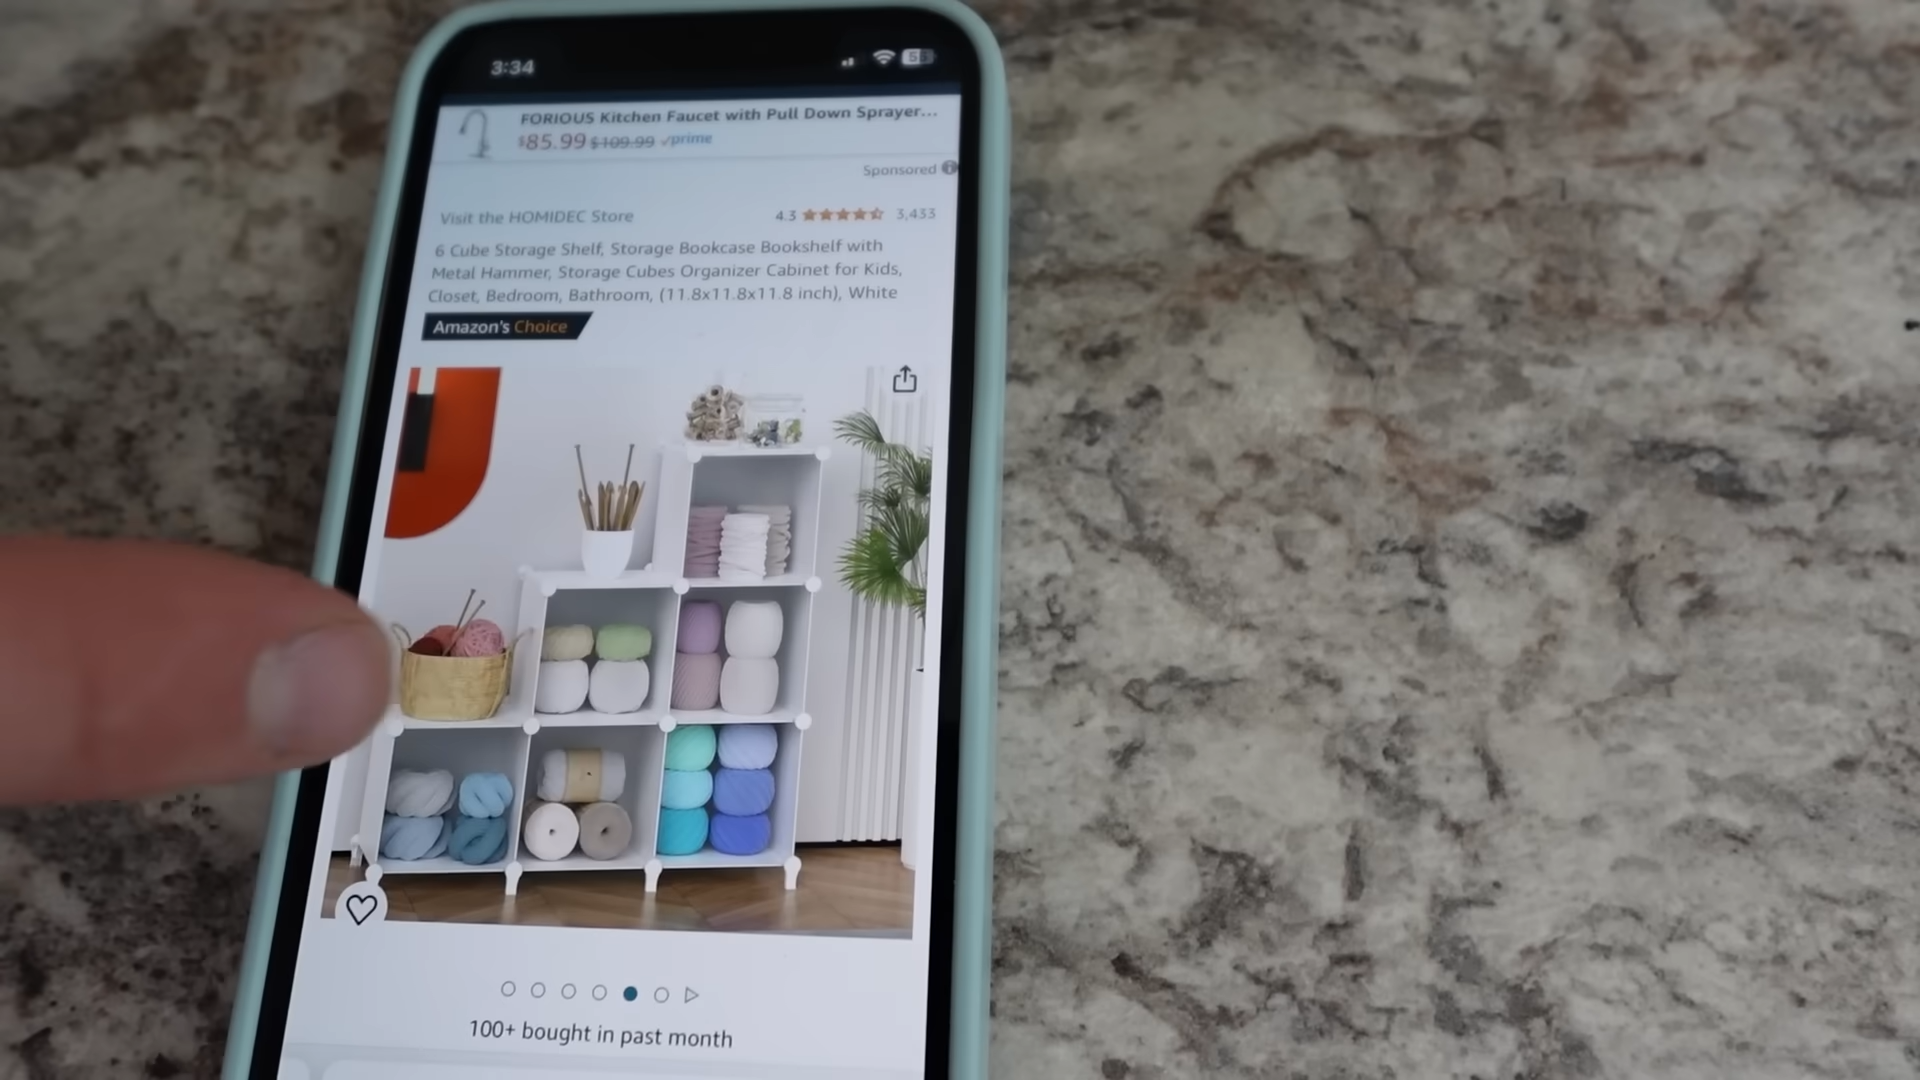 3:34
FORIOUS Kitchen Faucet with Pull Down Sprayer...
$85.99 $109.99 ✓prime
Sponsored
Visit the HOMIDEC Store 4.3 3,433
6 Cube Storage Shelf, Storage Bookcase Bookshelf with
Metal Hammer, Storage Cubes Organizer Cabinet for Kids,
Closet, Bedroom, Bathroom, (11.8x11.8x11.8 inch), White
Amazon's Choice
100+ bought in past month